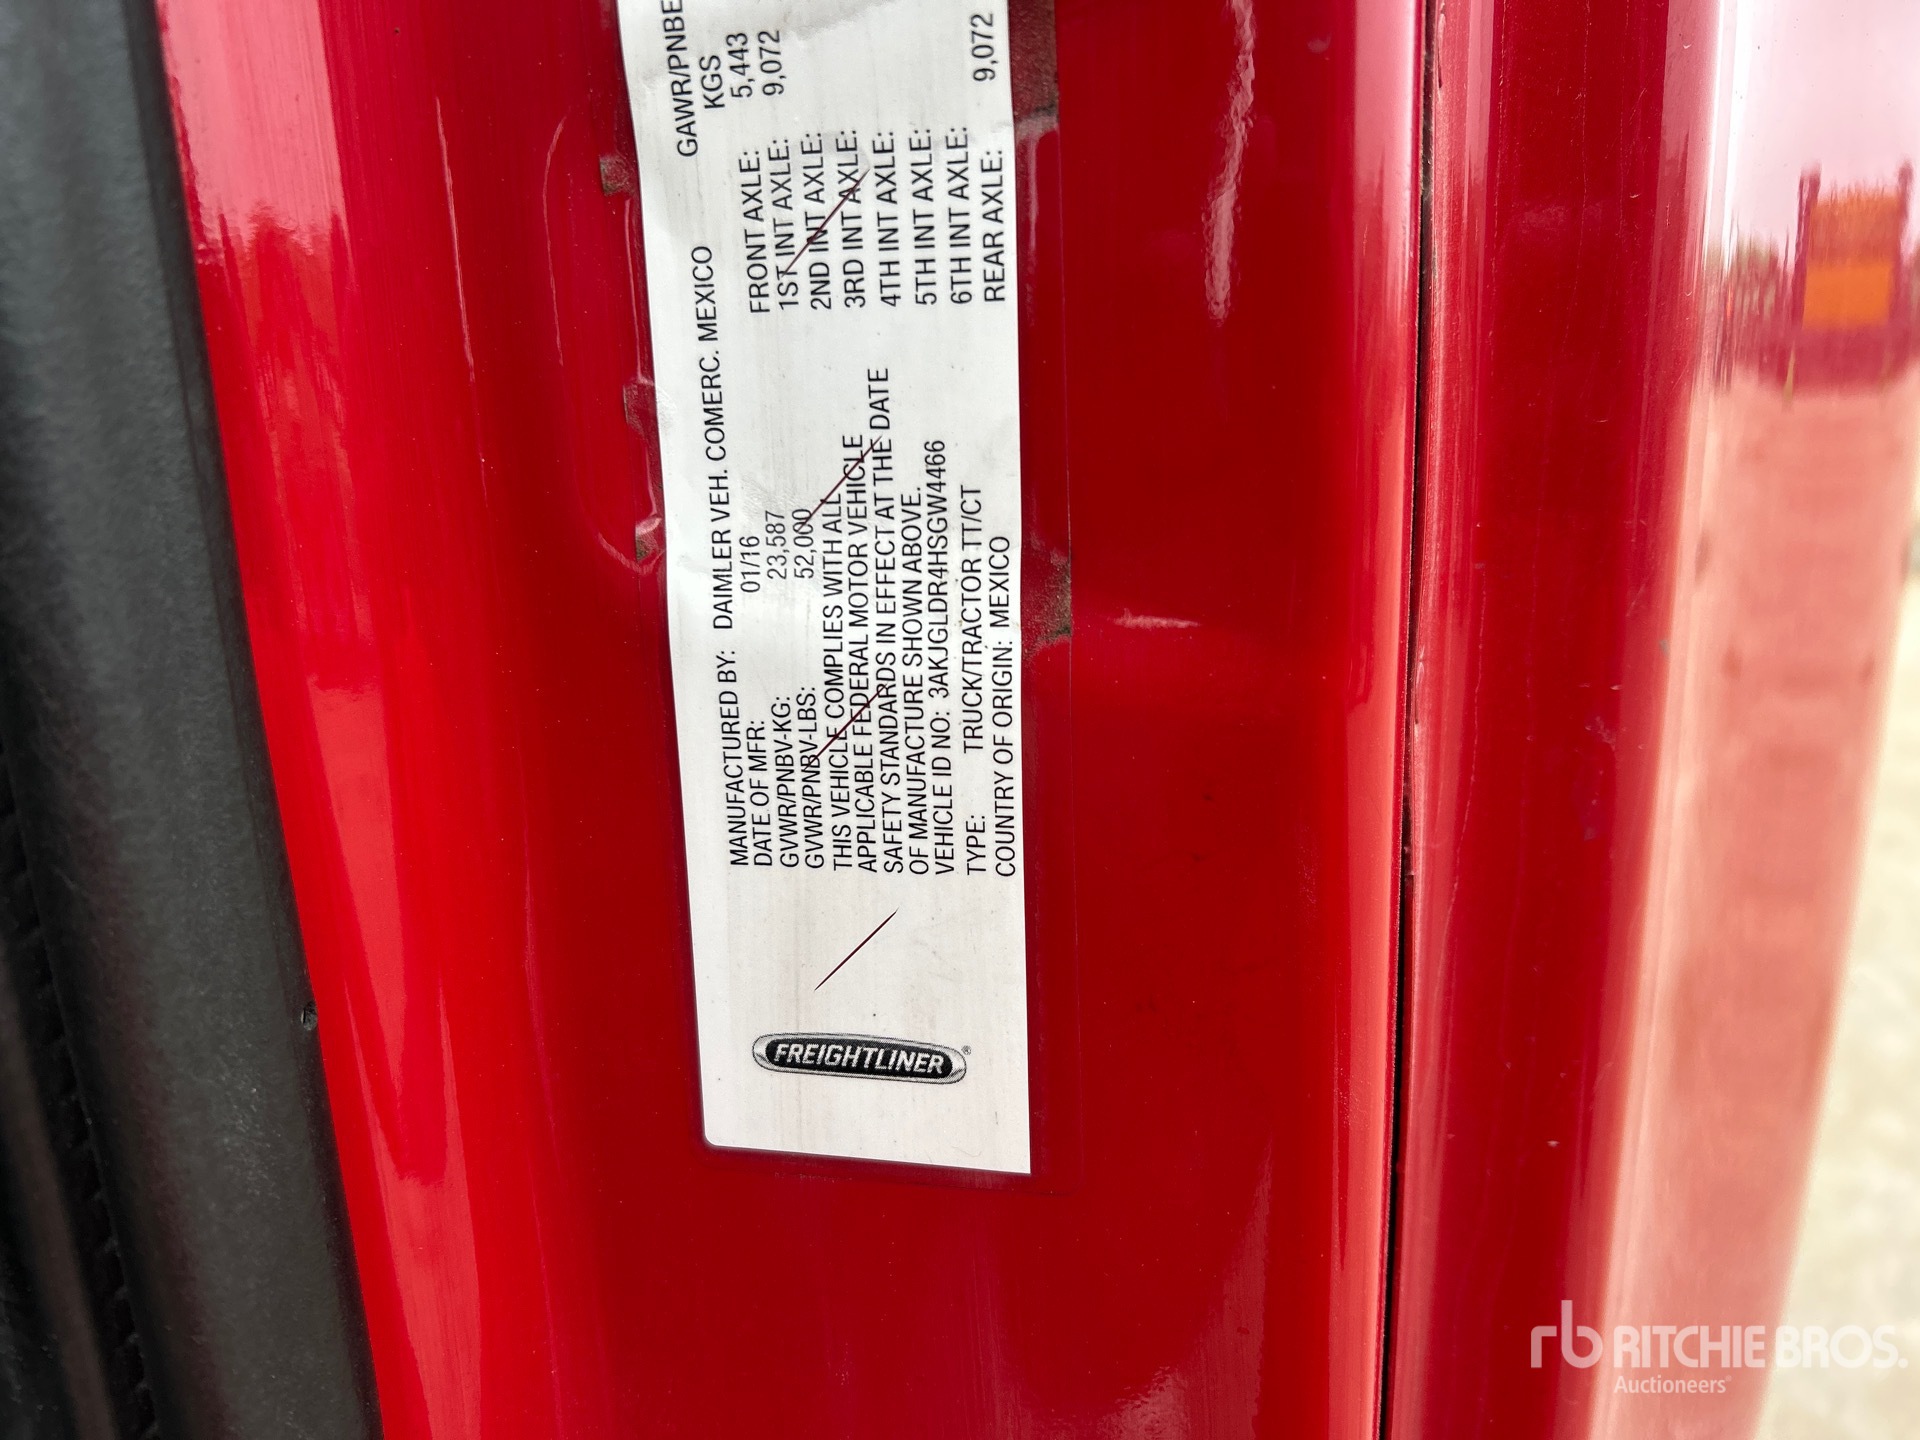 FREIGHTLINER®
MANUFACTURED BY: DAIMLER VEH. COMERC. MEXICO
DATE OF MFR: 01/16
GVWR/PNBV-KG: 23,587
GVWR/PNBV-LBS: 52,000
THIS VEHICLE COMPLIES WITH ALL
APPLICABLE FEDERAL MOTOR VEHICLE
SAFETY STANDARDS IN EFFECT AT THE DATE
OF MANUFACTURE SHOWN ABOVE.
VEHICLE ID NO: 3AKJGLDR4HSGW4466
TYPE: TRUCK/TRACTOR TT/CT
COUNTRY OF ORIGIN: MEXICO
GAWR/PNBE
KGS
FRONT AXLE: 5,443
1ST INT AXLE: 9,072
2ND INT AXLE:
3RD INT AXLE:
4TH INT AXLE:
5TH INT AXLE:
6TH INT AXLE:
REAR AXLE: 9,072
rb RITCHIE BROS.
Auctioneers